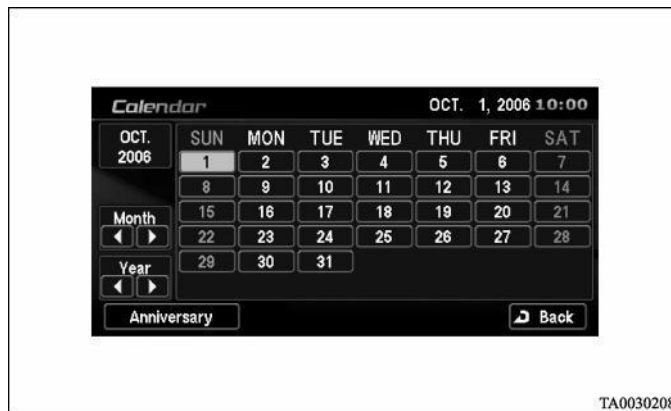 Calendar OCT. 1, 2006 10:00
OCT. SUN MON TUE WED THU FRI SAT
2006 1 2 3 4 5 6 7
8 9 10 11 12 13 14
Month 15 16 17 18 19 20 21
22 23 24 25 26 27 28
Year 29 30 31
Anniversary Back
TA0030208